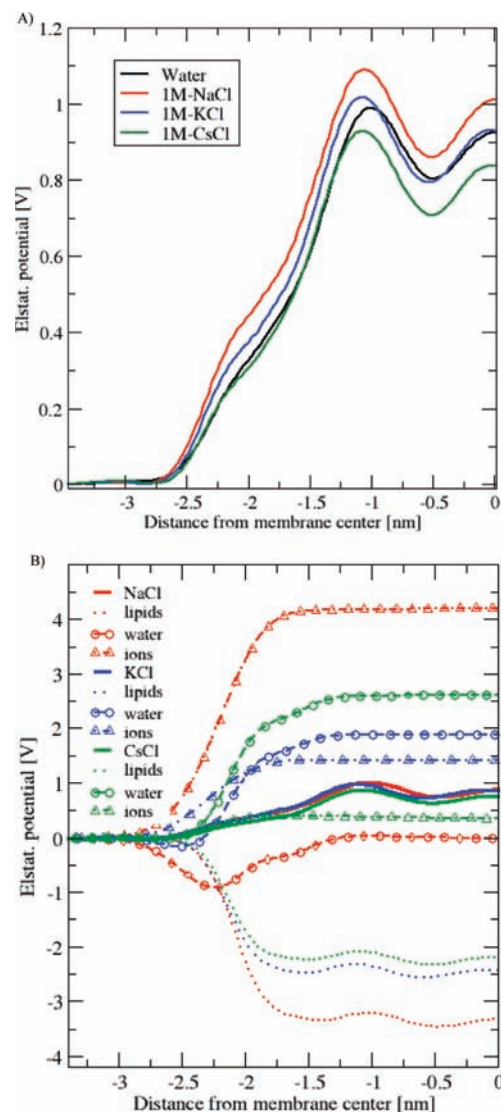 A)
Water
1M-NaCl
1M-KCl
1M-CsCl
Elstat. potential [V]
1.2
1
0.8
0.6
0.4
0.2
0
-3 -2.5 -2 -1.5 -1 -0.5 0
Distance from membrane center [nm]
B)
NaCl
lipids
water
ions
KCl
lipids
water
ions
CsCl
lipids
water
ions
Elstat. potential [V]
4
3
2
1
0
-1
-2
-3
-4
-3 -2.5 -2 -1.5 -1 -0.5 0
Distance from membrane center [nm]